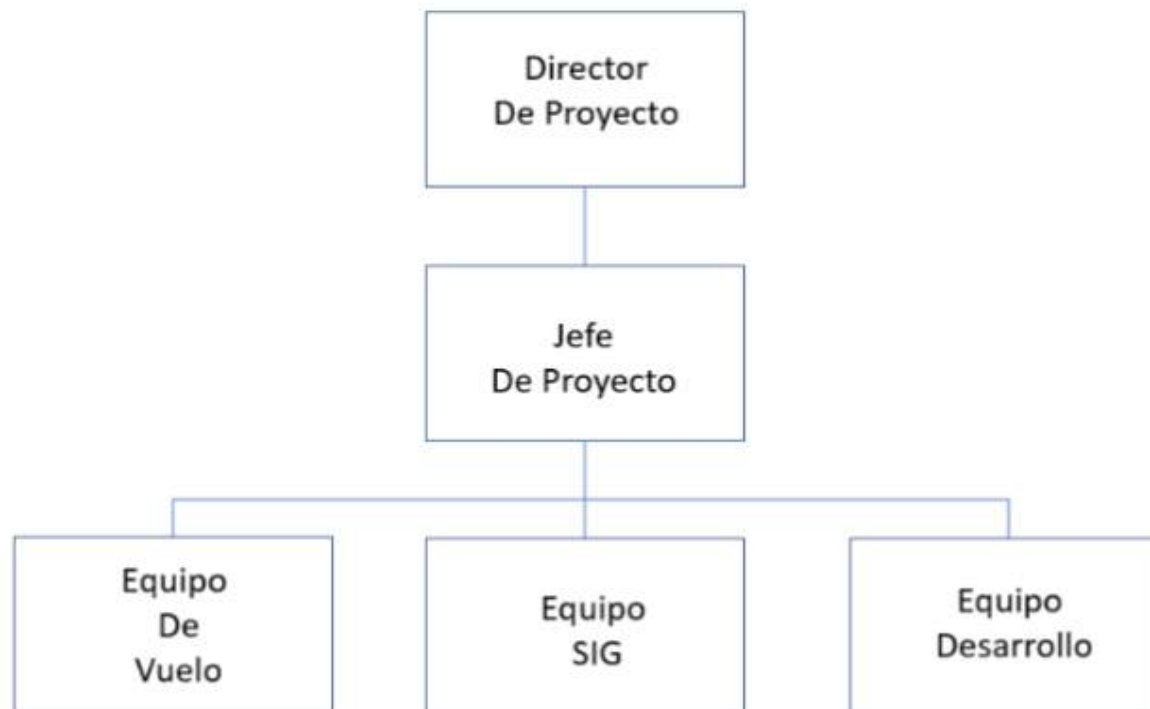 Director
De Proyecto
Jefe
De Proyecto
Equipo
De
Vuelo
Equipo
SIG
Equipo
Desarrollo